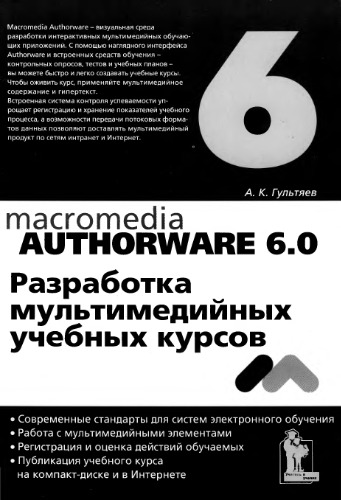 Macromedia Authorware – визуальная среда
разработки интерактивных мультимедийных обучаю-
щих приложений. С помощью наглядного интерфейса
Authorware и встроенных средств обучения –
контрольных опросов, тестов и учебных планов –
вы можете быстро и легко создавать учебные курсы.
Чтобы оживить курс, примените мультимедийное
содержание и гипертекст.
Встроенная система контроля успеваемости уп-
рощает регистрацию и хранение показателей учебного
процесса, а возможности передачи потоковых форма-
тов данных позволяют доставлять мультимедийный
продукт по сетям интранет и Интернет.
6
А. К. Гультяев
macromedia
AUTHORWARE 6.0
Разработка
мультимедийных
учебных курсов
• Современные стандарты для систем электронного обучения
• Работа с мультимедийными элементами
• Регистрация и оценка действий обучаемых
• Публикация учебного курса
на компакт-диске и в Интернете